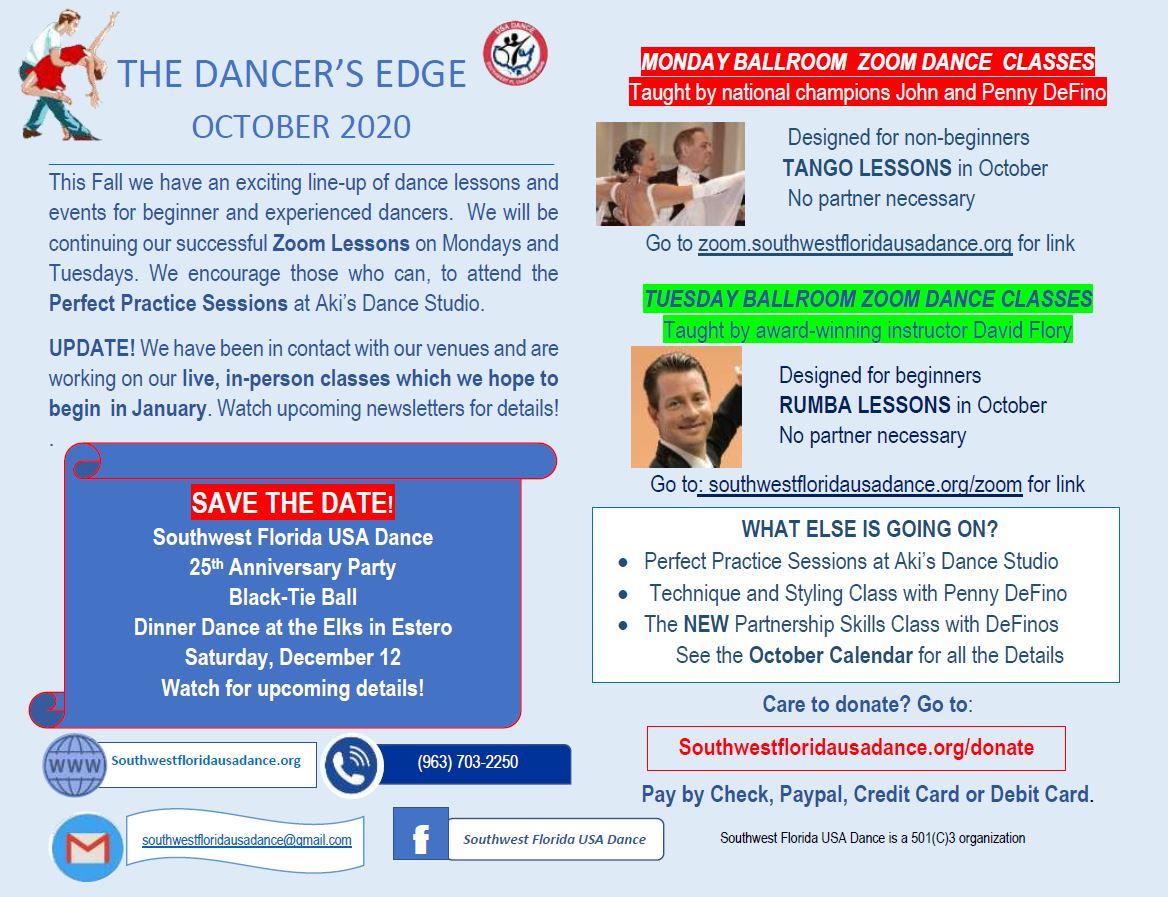 THE DANCER'S EDGE
OCTOBER 2020
USA DANCE
This Fall we have an exciting line-up of dance lessons and
events for beginner and experienced dancers. We will be
continuing our successful Zoom Lessons on Mondays and
Tuesdays. We encourage those who can, to attend the
Perfect Practice Sessions at Aki's Dance Studio.
UPDATE! We have been in contact with our venues and are
working on our live, in-person classes which we hope to
begin in January. Watch upcoming newsletters for details!
.
SAVE THE DATE!
Southwest Florida USA Dance
25th Anniversary Party
Black-Tie Ball
Dinner Dance at the Elks in Estero
Saturday, December 12
Watch for upcoming details!
WWW
Southwestfloridausadance.org
(963) 703-2250
southwestfloridausadance@gmail.com
f
Southwest Florida USA Dance
MONDAY BALLROOM ZOOM DANCE CLASSES
Taught by national champions John and Penny DeFino
Designed for non-beginners
TANGO LESSONS in October
No partner necessary
Go to zoom.southwestfloridausadance.org for link
TUESDAY BALLROOM ZOOM DANCE CLASSES
Taught by award-winning instructor David Flory
Designed for beginners
RUMBA LESSONS in October
No partner necessary
Go to: southwestfloridausadance.org/zoom for link
WHAT ELSE IS GOING ON?
• Perfect Practice Sessions at Aki's Dance Studio
• Technique and Styling Class with Penny DeFino
• The NEW Partnership Skills Class with DeFinos
See the October Calendar for all the Details
Care to donate? Go to:
Southwestfloridausadance.org/donate
Pay by Check, Paypal, Credit Card or Debit Card.
Southwest Florida USA Dance is a 501(C)3 organization